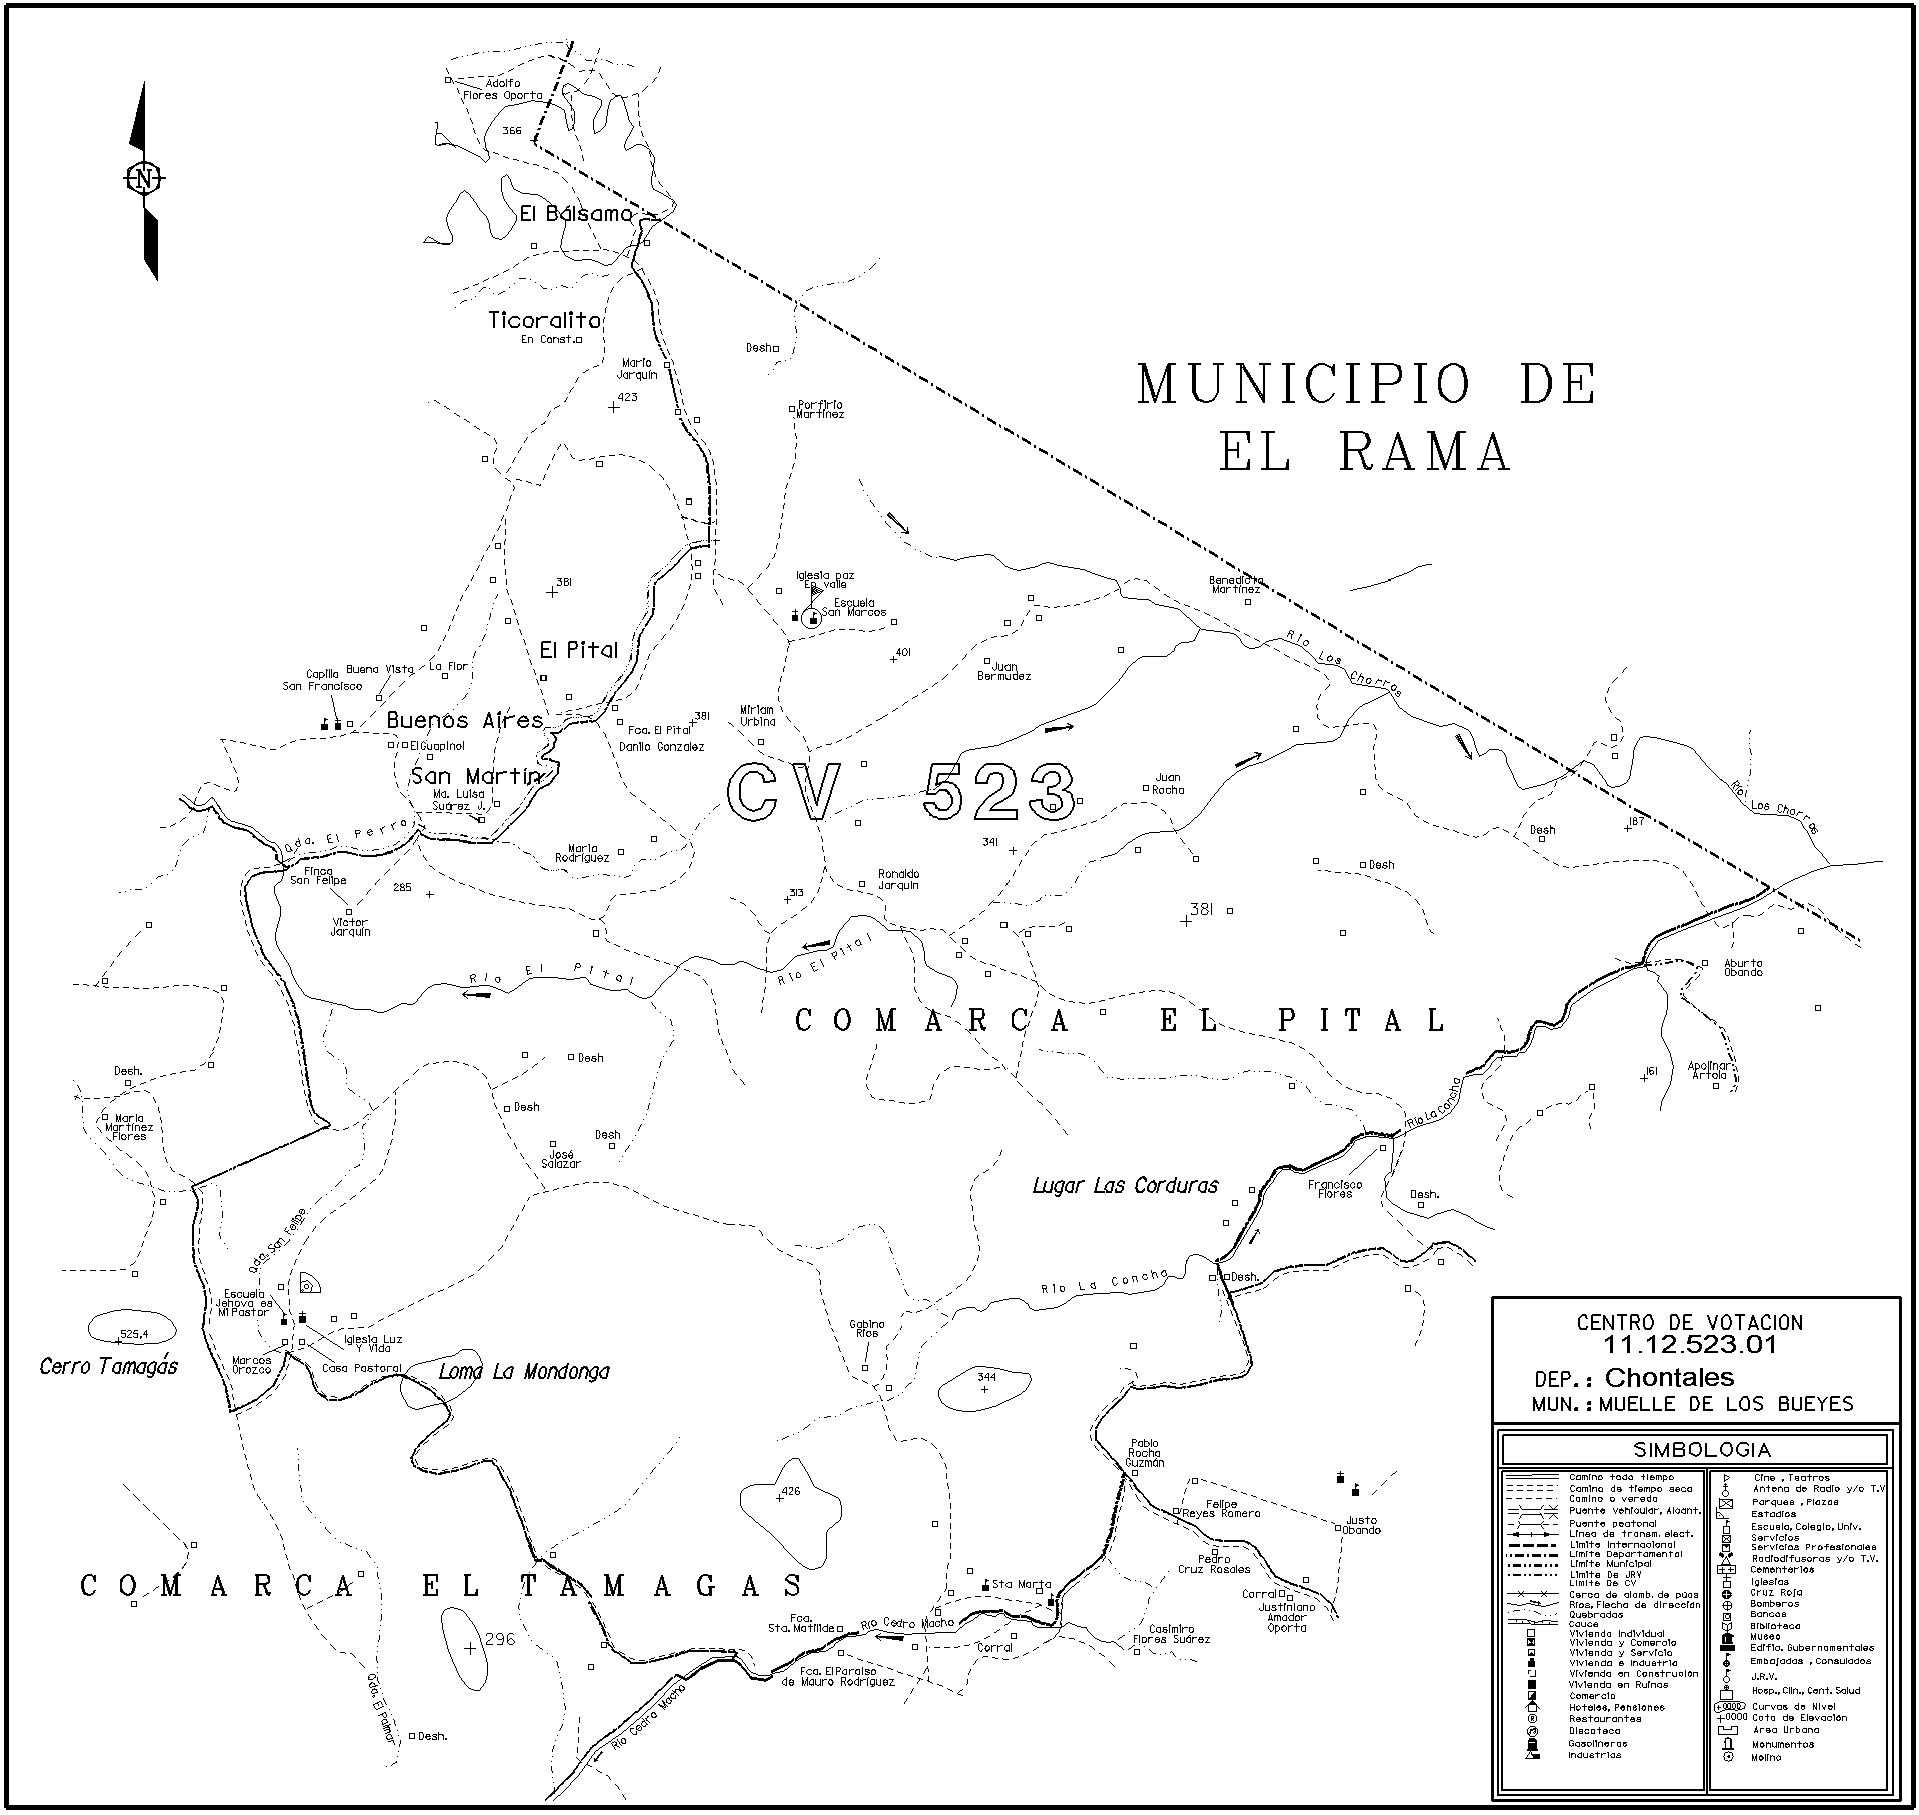 Adolfo
Flores Oporta
366
N
El Bálsamo
Ticoralito
En Const.
Desh
Mario
Jarquín
423
Porfirio
Martínez
MUNICIPIO DE
EL RAMA
381
Iglesia paz
En valle
Escuela
San Marcos
Benedicta
Martínez
El Pital
401
Juan
Bermudez
Río Los Chorros
Capilla
San Francisco
Buena Vista
La Flor
Buenos Aires
El Guapinol
Fca. El Pital
Danilo Gonzalez
381
Miriam
Urbina
San Martín
Ma. Luisa
Suárez J.
CV 523
Juan
Rocha
Río Los Chorros
187
Desh
Qda. El Perro
Finca
San Felipe
285
María
Rodríguez
341
313
Ronaldo
Jarquín
Desh
Victor
Jarquín
381
Río El Pital
Río El Pital
Aburto
Obando
COMARCA EL PITAL
Desh.
Desh
Desh
María
Martínez
Flores
José
Salazar
Desh
Río La Concha
161
Apolinar
Artola
Lugar Las Corduras
Francisco
Flores
Desh.
Qda. San Felipe
Río La Concha
Desh.
Escuela
Jehova es
Mi Pastor
525,4
Cerro Tamagás
Iglesia Luz
Y Vida
Marcos
Orozco
Casa Pastoral
Loma La Mondonga
Gabino
Ríos
344
Pablo
Rocha
Guzmán
426
Felipe
Reyes Romero
Justo
Obando
Pedro
Cruz Rosales
COMARCA EL TAMAGAS
Sta Marta
Corral
Justiniano
Amador
Oporta
296
Fca.
Sta. Matilde
Río Cedro Macho
Corral
Casimiro
Flores Suárez
Fca. El Paraiso
de Mauro Rodríguez
Qda. El Palmar
Desh.
Río Cedro Macho
CENTRO DE VOTACION
11.12.523.01
DEP.: Chontales
MUN.: MUELLE DE LOS BUEYES
SIMBOLOGIA
Camino todo tiempo
Camino de tiempo seco
Camino o vereda
Puente vehicular, Alcant.
Puente peatonal
Línea de transm. elect.
Límite Internacional
Límite Departamental
Límite Municipal
Límite De JRV
Límite De CV
Cerca de alamb. de púas
Ríos, Flecha de dirección
Quebradas
Cauce
Vivienda Individual
Vivienda y Comercio
Vivienda y Servicio
Vivienda e Industria
Vivienda en Construción
Vivienda en Ruinas
Comercio
Hoteles, Pensiones
Restaurantes
Discoteca
Gasolineras
Industrias
Cine , Teatros
Antena de Radio y/o T.V
Parques , Plazas
Estadios
Escuela, Colegio, Univ.
Servicios
Servicios Profesionales
Radiodifusoras y/o T.V.
Cementerios
Iglesias
Cruz Roja
Bomberos
Bancos
Biblioteca
Museo
Edific. Gubernamentales
Embajadas , Consulados
J.R.V.
Hosp., Clin., Cent. Salud
Curvas de Nivel
Cota de Elevación
Area Urbana
Monumentos
Molino